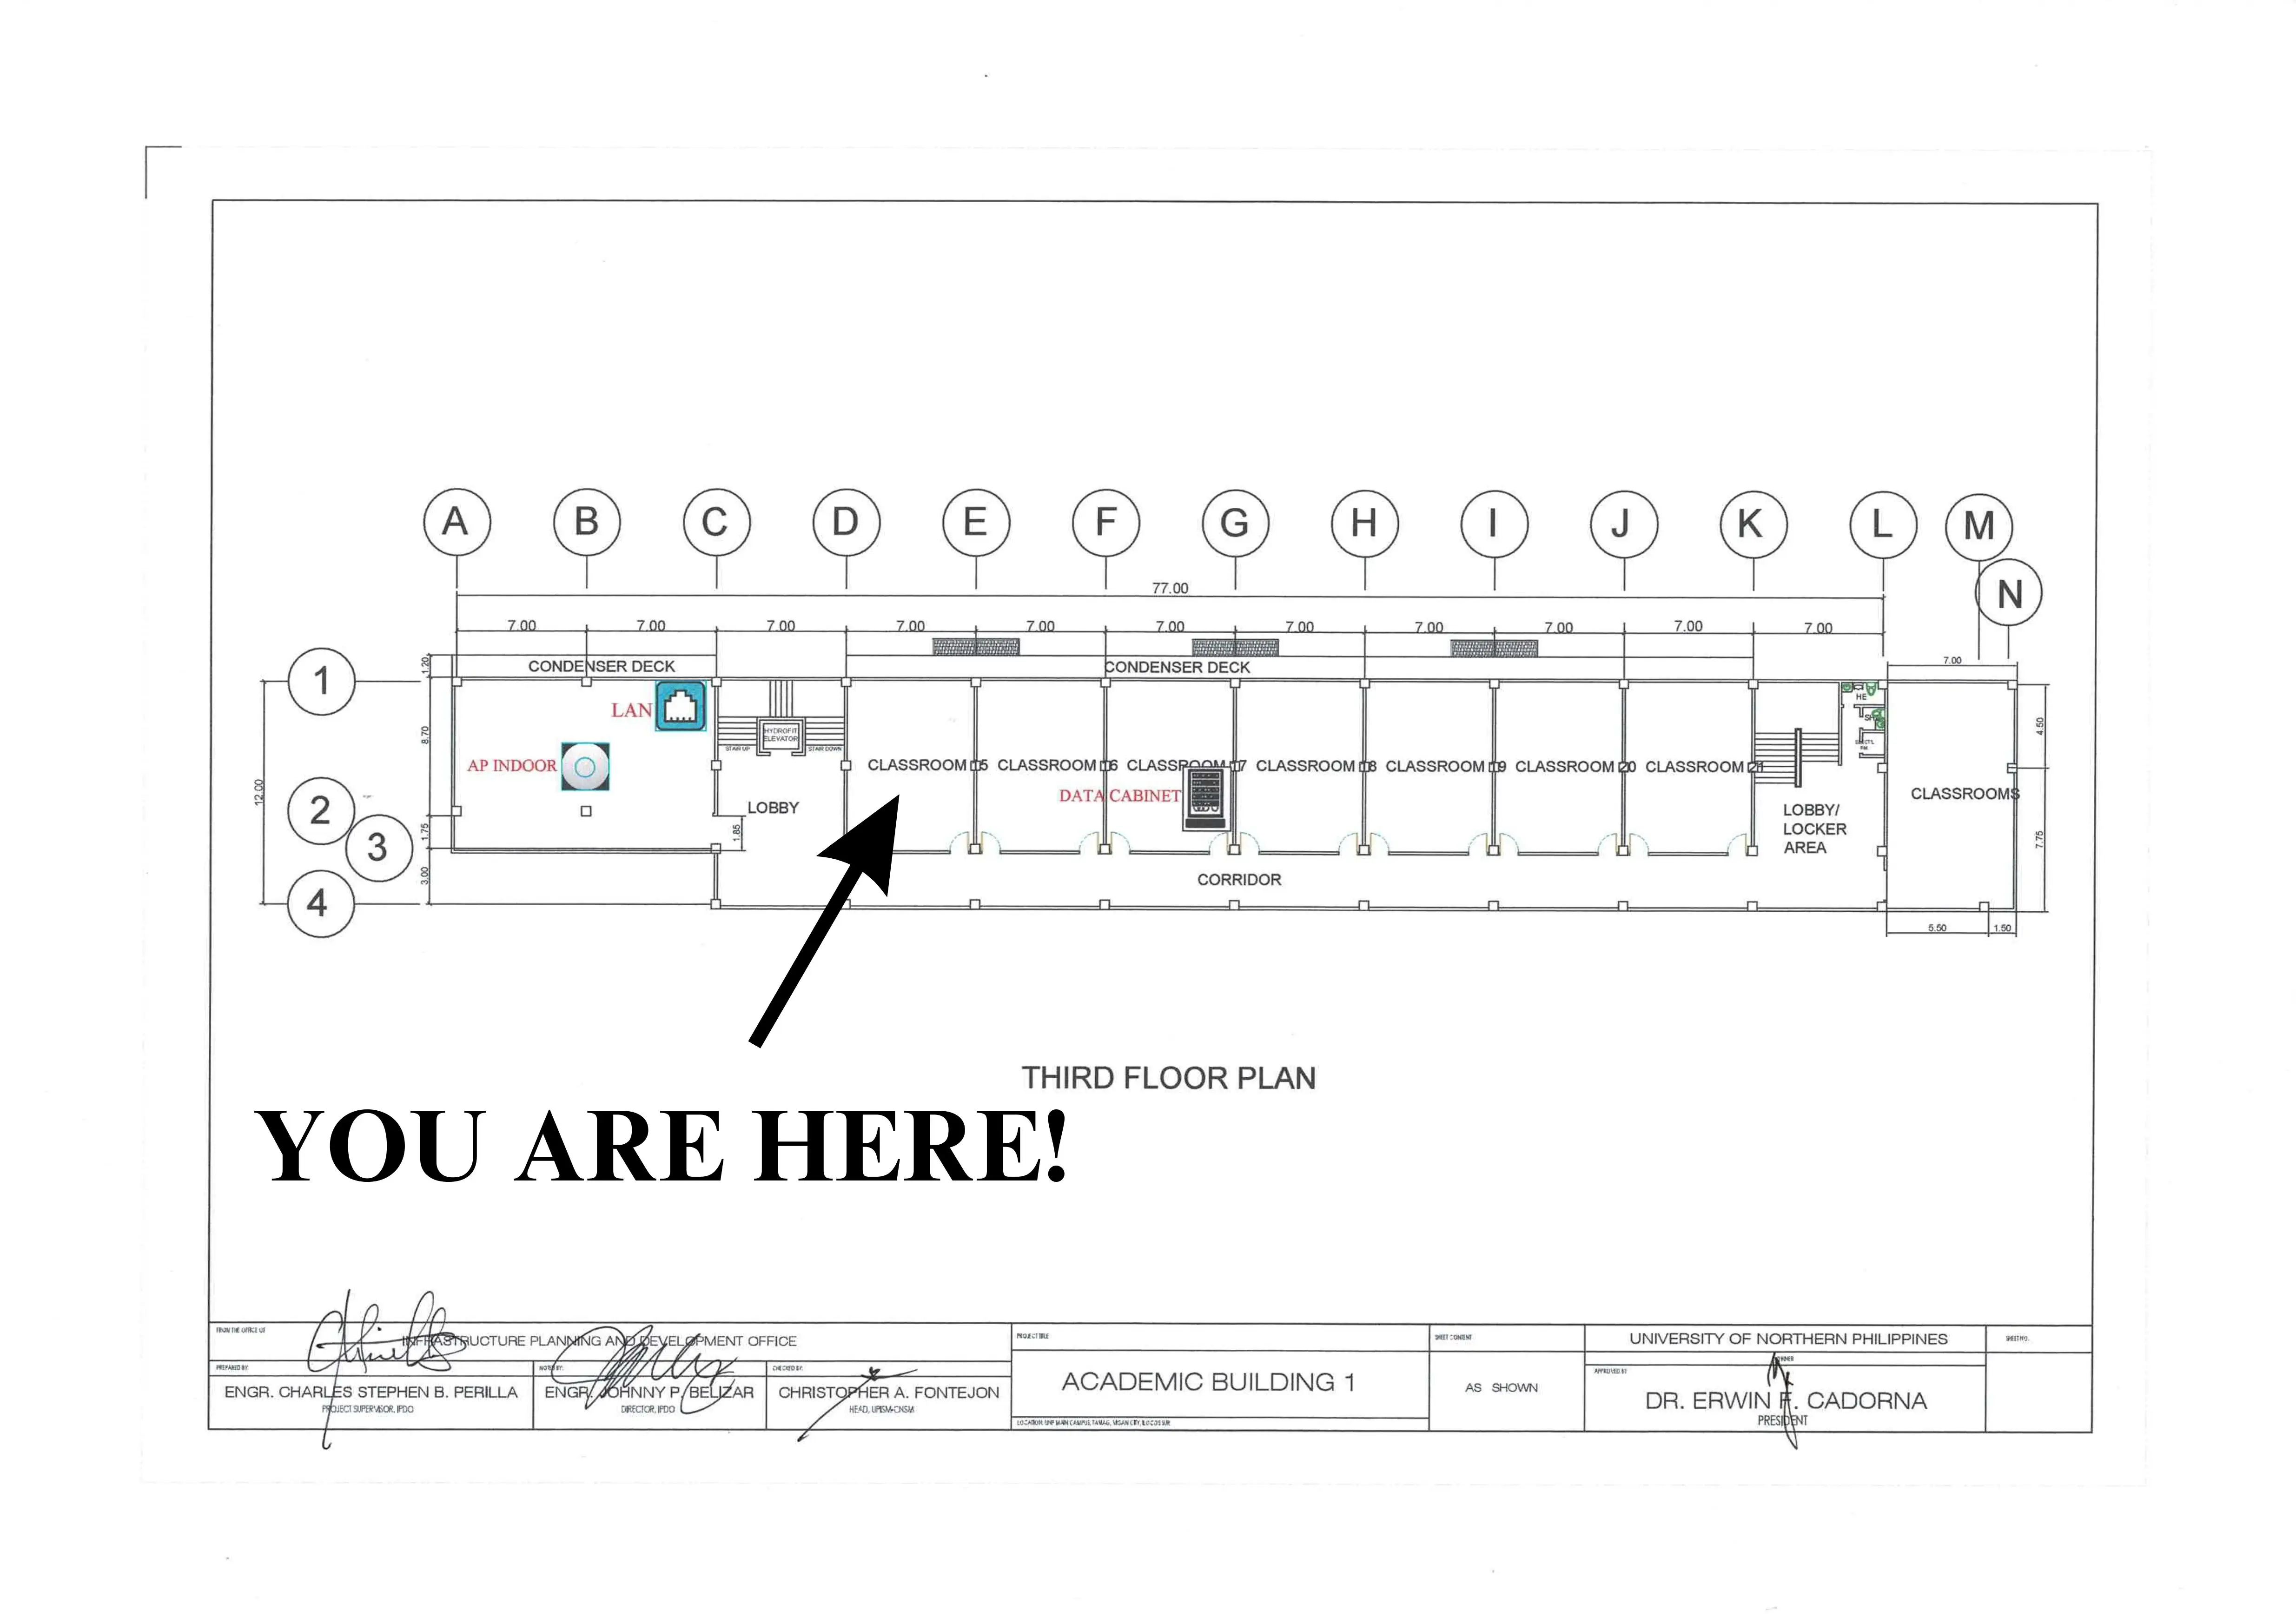 A B C D E F G H I J K L M
N
77.00
7.00 7.00 7.00 7.00 7.00 7.00 7.00 7.00 7.00 7.00 7.00
CONDENSER DECK
CONDENSER DECK
7.00
1
2
3
4
12.00
1.20
8.70
1.75
3.00
LAN
AP INDOOR
HYDROFIT
ELEVATOR
STAIR UP
STAIR DOWN
LOBBY
1.85
CLASSROOM 15 CLASSROOM 16 CLASSROOM 17 CLASSROOM 18 CLASSROOM 19 CLASSROOM 20 CLASSROOM 21
DATA CABINET
HE
LOBBY/
LOCKER
AREA
CLASSROOMS
4.50
7.75
CORRIDOR
5.50 1.50
THIRD FLOOR PLAN
YOU ARE HERE!
FROM THE OFFICE OF
INFRASTRUCTURE PLANNING AND DEVELOPMENT OFFICE
PREPARED BY:
ENGR. CHARLES STEPHEN B. PERILLA
PROJECT SUPERVISOR, IPDO
NOTED BY:
ENGR. JOHNNY P. BELIZAR
DIRECTOR, IPDO
CHECKED BY:
CHRISTOPHER A. FONTEJON
HEAD, UPISM-CNSM
PROJECT TITLE
ACADEMIC BUILDING 1
LOCATION: UNP MAIN CAMPUS, TAMAG, VIGAN CITY, ILOCOS SUR
SHEET CONTENT
AS SHOWN
UNIVERSITY OF NORTHERN PHILIPPINES
OWNER
APPROVED BY
DR. ERWIN F. CADORNA
PRESIDENT
SHEET NO.